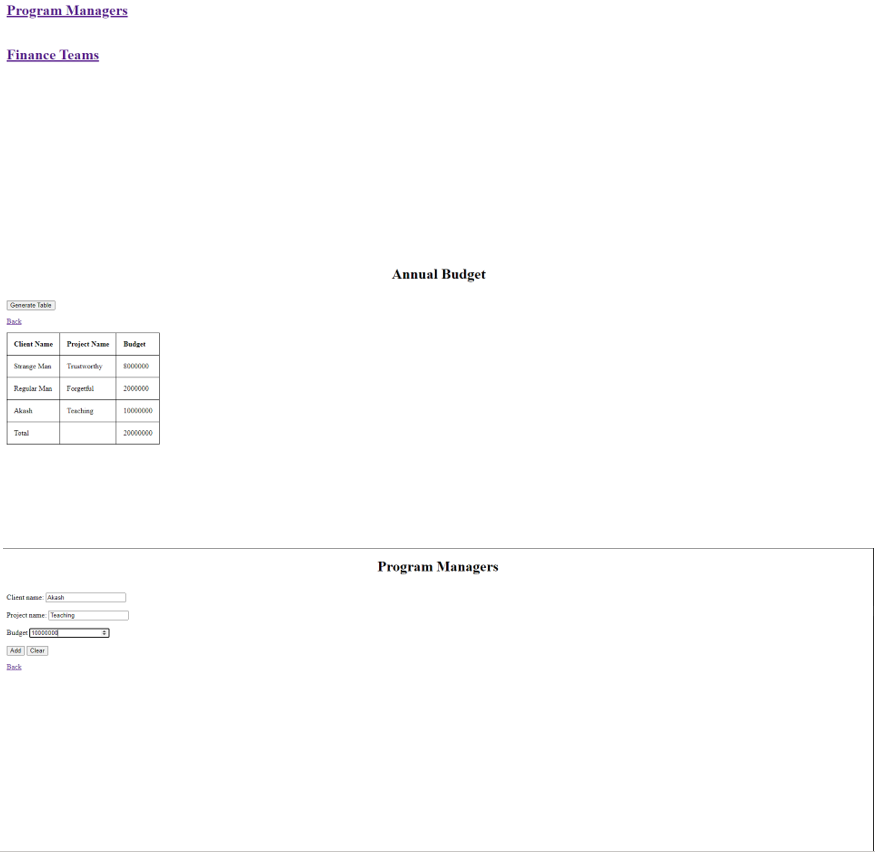 Program Managers
Finance Teams
Annual Budget
Generate Table
Back
Client Name Project Name Budget
Strange Man Trustworthy 8000000
Regular Man Forgetful 2000000
Akash Teaching 10000000
Total 20000000
Program Managers
Client name: Akash
Project name: Teaching
Budget 10000000
Add Clear
Back